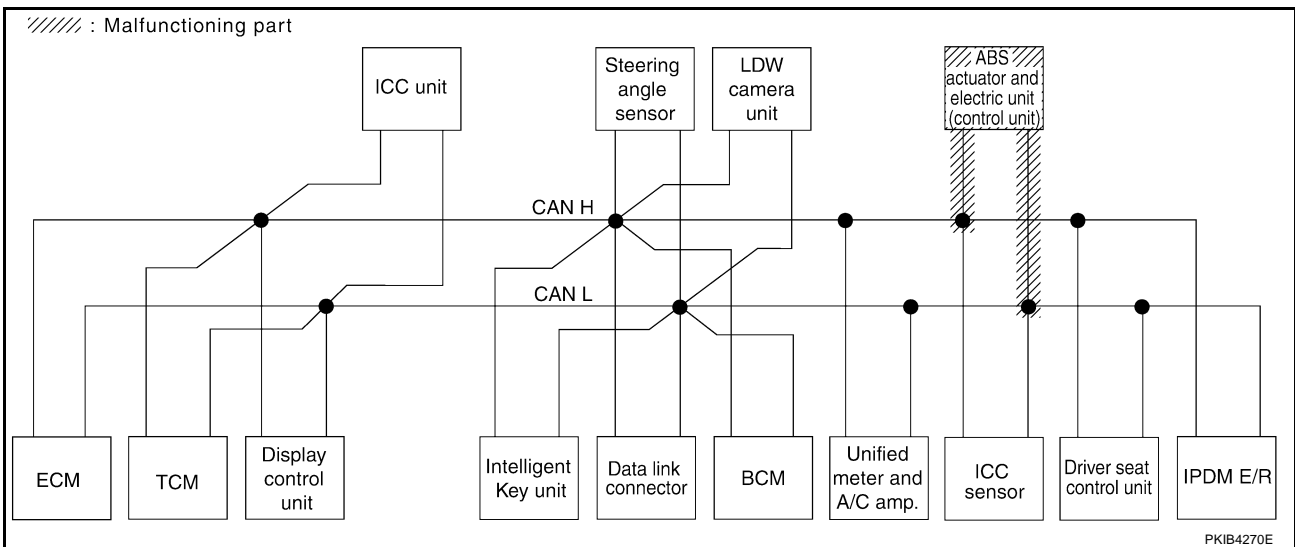 : Malfunctioning part
ICC unit
Steering
angle
sensor
LDW
camera
unit
ABS
actuator and
electric unit
(control unit)
CAN H
CAN L
ECM
TCM
Display
control
unit
Intelligent
Key unit
Data link
connector
BCM
Unified
meter and
A/C amp.
ICC
sensor
Driver seat
control unit
IPDM E/R
PKIB4270E